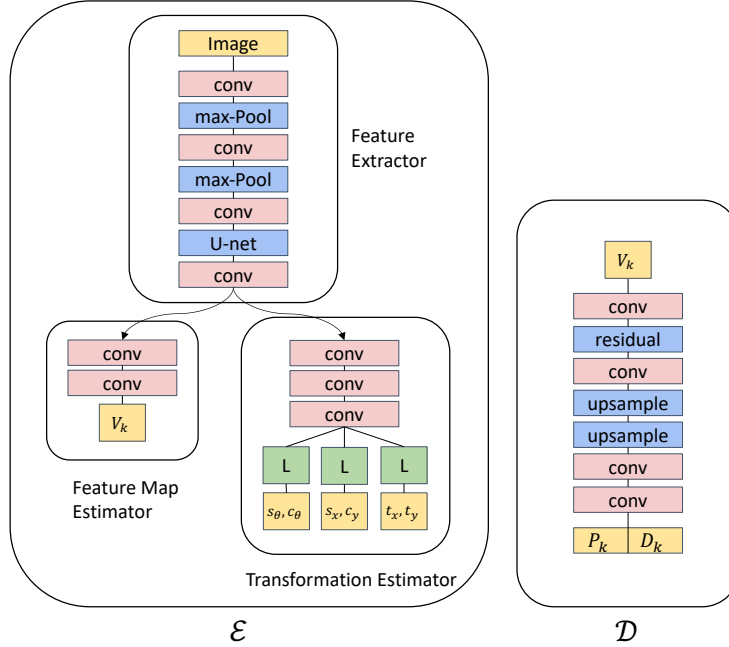 Image
conv
max-Pool
conv
max-Pool
conv
U-net
conv
Feature
Extractor
conv
conv
V_k
Feature Map
Estimator
conv
conv
conv
L L L
s_θ, c_θ s_x, c_y t_x, t_y
Transformation Estimator
ℰ
V_k
conv
residual
conv
upsample
upsample
conv
conv
P_k D_k
𝒟